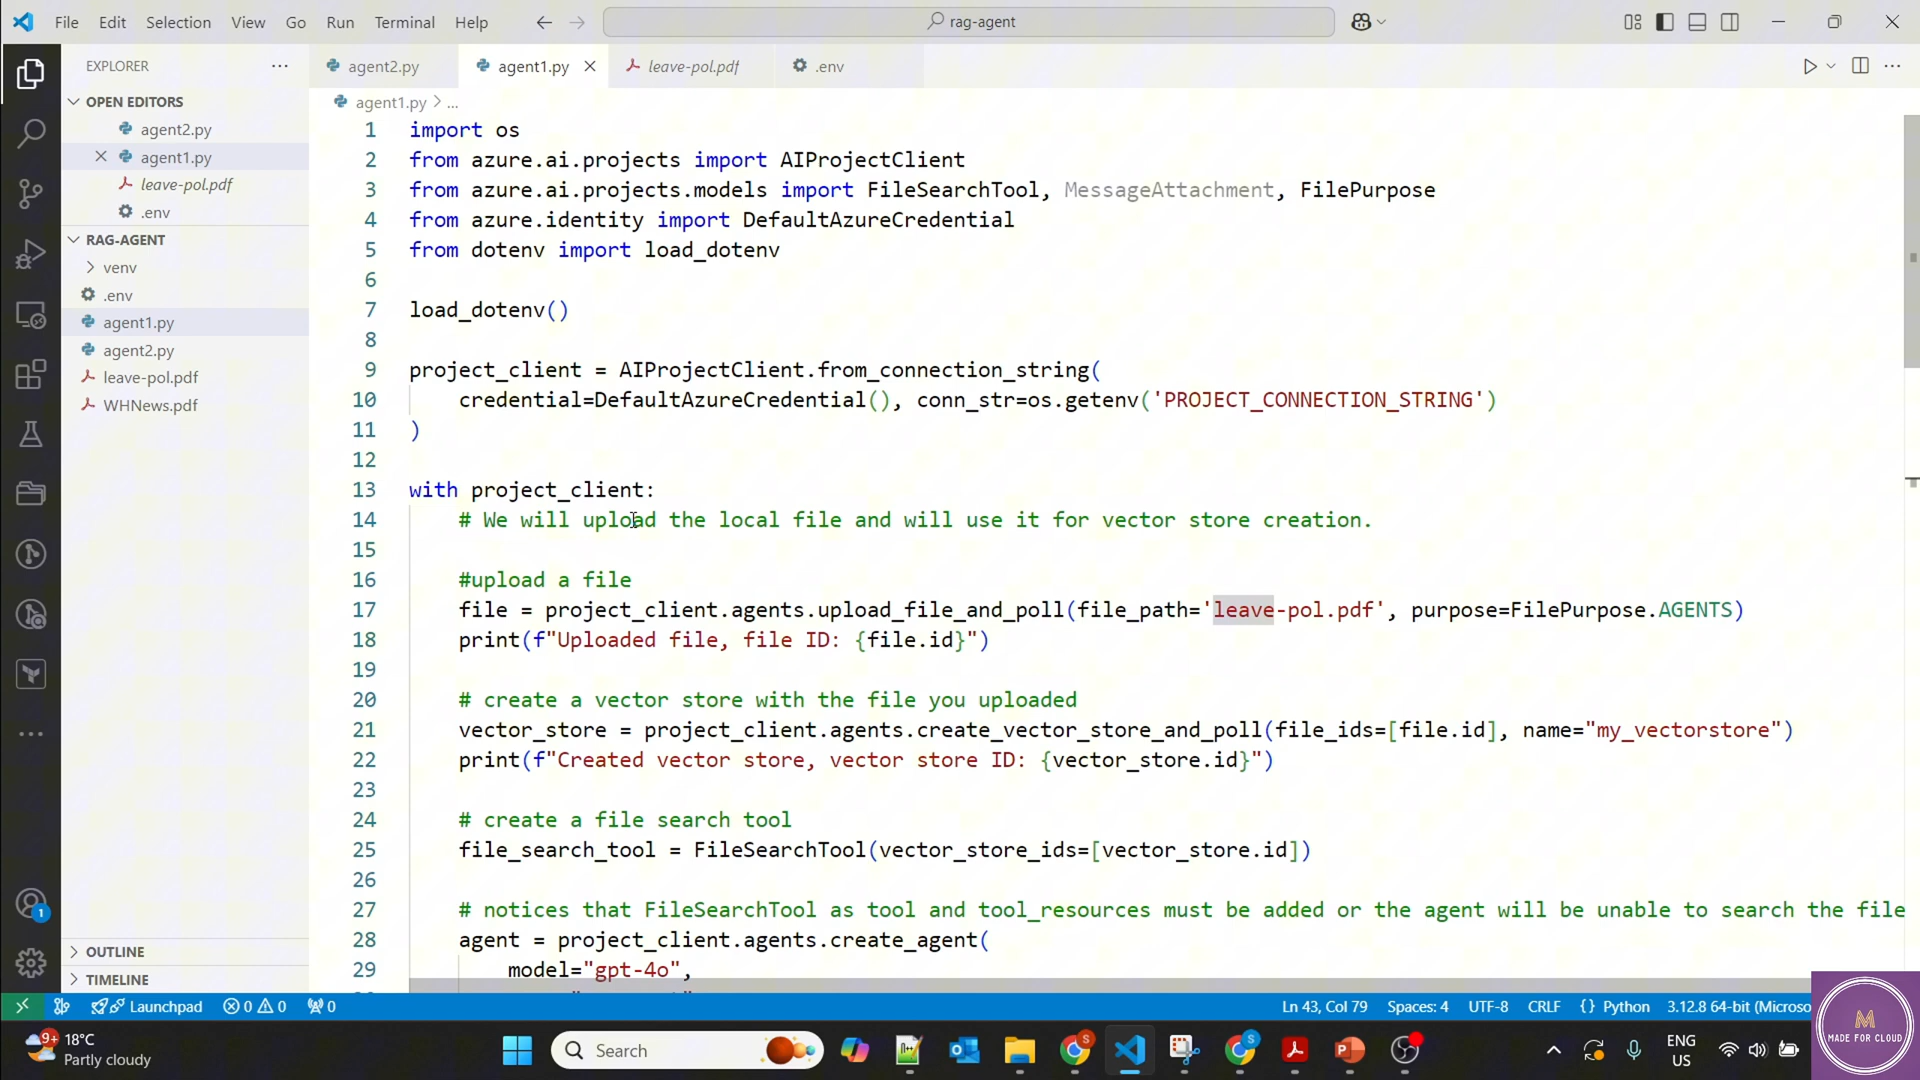 File Edit Selection View Go Run Terminal Help
rag-agent
EXPLORER
agent2.py
agent1.py
leave-pol.pdf
.env
OPEN EDITORS
agent2.py
agent1.py
leave-pol.pdf
.env
RAG-AGENT
venv
.env
agent1.py
agent2.py
leave-pol.pdf
WHNews.pdf
OUTLINE
TIMELINE
agent1.py > ...
1 import os
2 from azure.ai.projects import AIProjectClient
3 from azure.ai.projects.models import FileSearchTool, MessageAttachment, FilePurpose
4 from azure.identity import DefaultAzureCredential
5 from dotenv import load_dotenv
6
7 load_dotenv()
8
9 project_client = AIProjectClient.from_connection_string(
10 credential=DefaultAzureCredential(), conn_str=os.getenv('PROJECT_CONNECTION_STRING')
11 )
12
13 with project_client:
14 # We will upload the local file and will use it for vector store creation.
15
16 #upload a file
17 file = project_client.agents.upload_file_and_poll(file_path='leave-pol.pdf', purpose=FilePurpose.AGENTS)
18 print(f"Uploaded file, file ID: {file.id}")
19
20 # create a vector store with the file you uploaded
21 vector_store = project_client.agents.create_vector_store_and_poll(file_ids=[file.id], name="my_vectorstore")
22 print(f"Created vector store, vector store ID: {vector_store.id}")
23
24 # create a file search tool
25 file_search_tool = FileSearchTool(vector_store_ids=[vector_store.id])
26
27 # notices that FileSearchTool as tool and tool_resources must be added or the agent will be unable to search the file
28 agent = project_client.agents.create_agent(
29 model="gpt-4o",
1
Launchpad 0 0 0
Ln 43, Col 79 Spaces: 4 UTF-8 CRLF {} Python 3.12.8 64-bit (Microso
9+ 18°C
Partly cloudy
Search
ENG
US
M
MADE FOR CLOUD